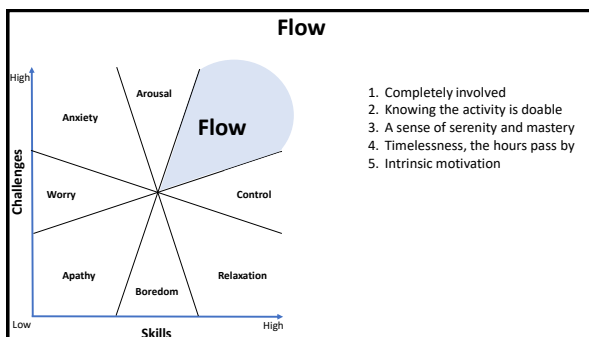 Flow
High
Arousal
Anxiety
Flow
Challenges
Worry
Control
Apathy
Boredom
Relaxation
Low
Skills
High
1. Completely involved
2. Knowing the activity is doable
3. A sense of serenity and mastery
4. Timelessness, the hours pass by
5. Intrinsic motivation